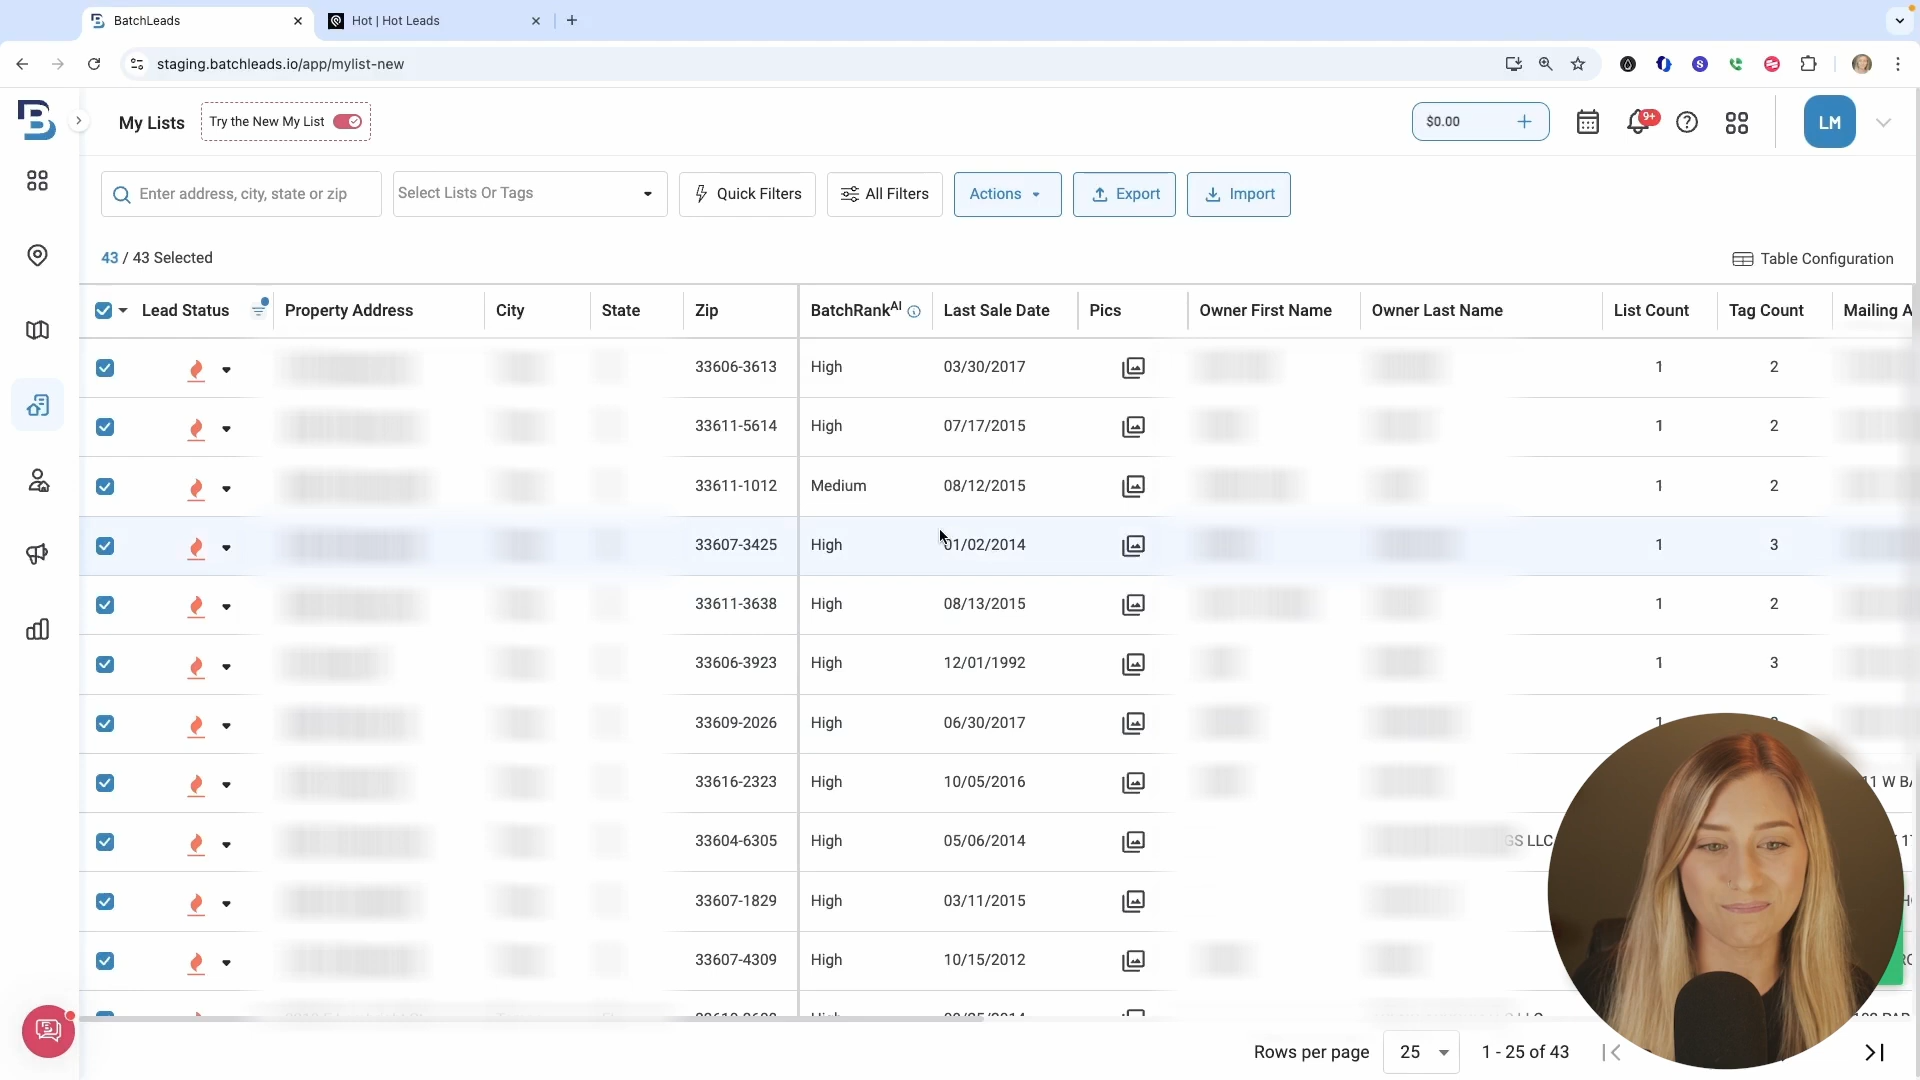 BatchLeads
Hot | Hot Leads
staging.batchleads.io/app/mylist-new
My Lists
Try the New My List
$0.00
9+
LM
Enter address, city, state or zip
Select Lists Or Tags
Quick Filters
All Filters
Actions
Export
Import
43 / 43 Selected
Table Configuration
Lead Status Property Address City State Zip BatchRankAI Last Sale Date Pics Owner First Name Owner Last Name List Count Tag Count Mailing A
33606-3613 High 03/30/2017 1 2
33611-5614 High 07/17/2015 1 2
33611-1012 Medium 08/12/2015 1 2
33607-3425 High 01/02/2014 1 3
33611-3638 High 08/13/2015 1 2
33606-3923 High 12/01/1992 1 3
33609-2026 High 06/30/2017
33616-2323 High 10/05/2016 11 W BA
33604-6305 High 05/06/2014 GS LLC
33607-1829 High 03/11/2015
33607-4309 High 10/15/2012
Rows per page 25 1 - 25 of 43